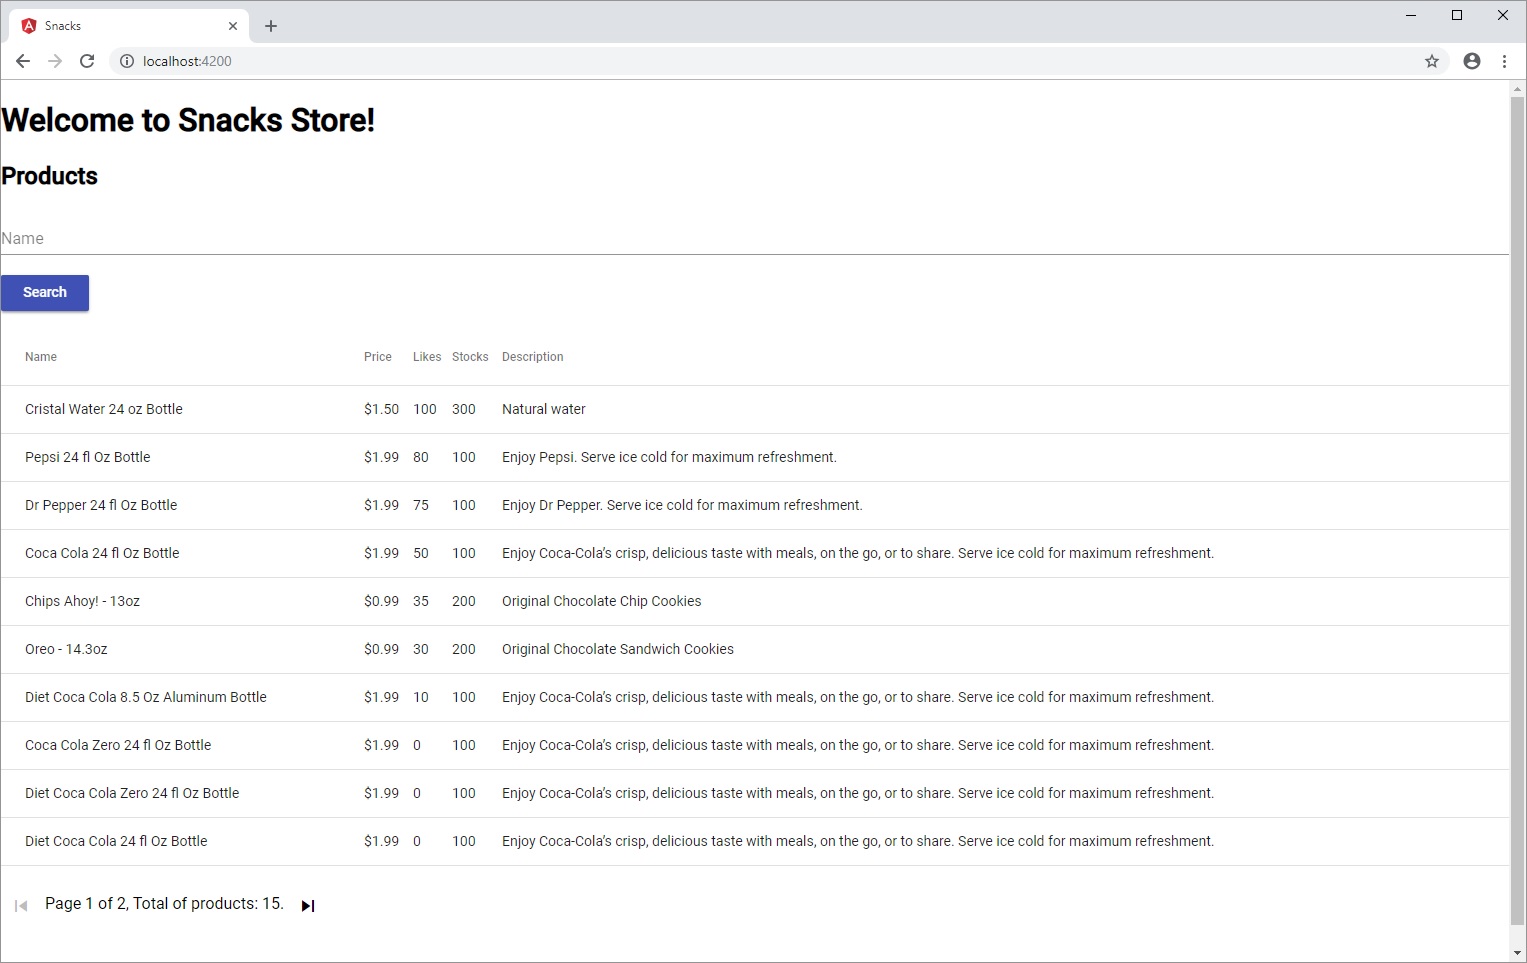 Snacks
localhost:4200
Welcome to Snacks Store!
Products
Name
Search
Name Price Likes Stocks Description
Cristal Water 24 oz Bottle $1.50 100 300 Natural water
Pepsi 24 fl Oz Bottle $1.99 80 100 Enjoy Pepsi. Serve ice cold for maximum refreshment.
Dr Pepper 24 fl Oz Bottle $1.99 75 100 Enjoy Dr Pepper. Serve ice cold for maximum refreshment.
Coca Cola 24 fl Oz Bottle $1.99 50 100 Enjoy Coca-Cola’s crisp, delicious taste with meals, on the go, or to share. Serve ice cold for maximum refreshment.
Chips Ahoy! - 13oz $0.99 35 200 Original Chocolate Chip Cookies
Oreo - 14.3oz $0.99 30 200 Original Chocolate Sandwich Cookies
Diet Coca Cola 8.5 Oz Aluminum Bottle $1.99 10 100 Enjoy Coca-Cola’s crisp, delicious taste with meals, on the go, or to share. Serve ice cold for maximum refreshment.
Coca Cola Zero 24 fl Oz Bottle $1.99 0 100 Enjoy Coca-Cola’s crisp, delicious taste with meals, on the go, or to share. Serve ice cold for maximum refreshment.
Diet Coca Cola Zero 24 fl Oz Bottle $1.99 0 100 Enjoy Coca-Cola’s crisp, delicious taste with meals, on the go, or to share. Serve ice cold for maximum refreshment.
Diet Coca Cola 24 fl Oz Bottle $1.99 0 100 Enjoy Coca-Cola’s crisp, delicious taste with meals, on the go, or to share. Serve ice cold for maximum refreshment.
Page 1 of 2, Total of products: 15.